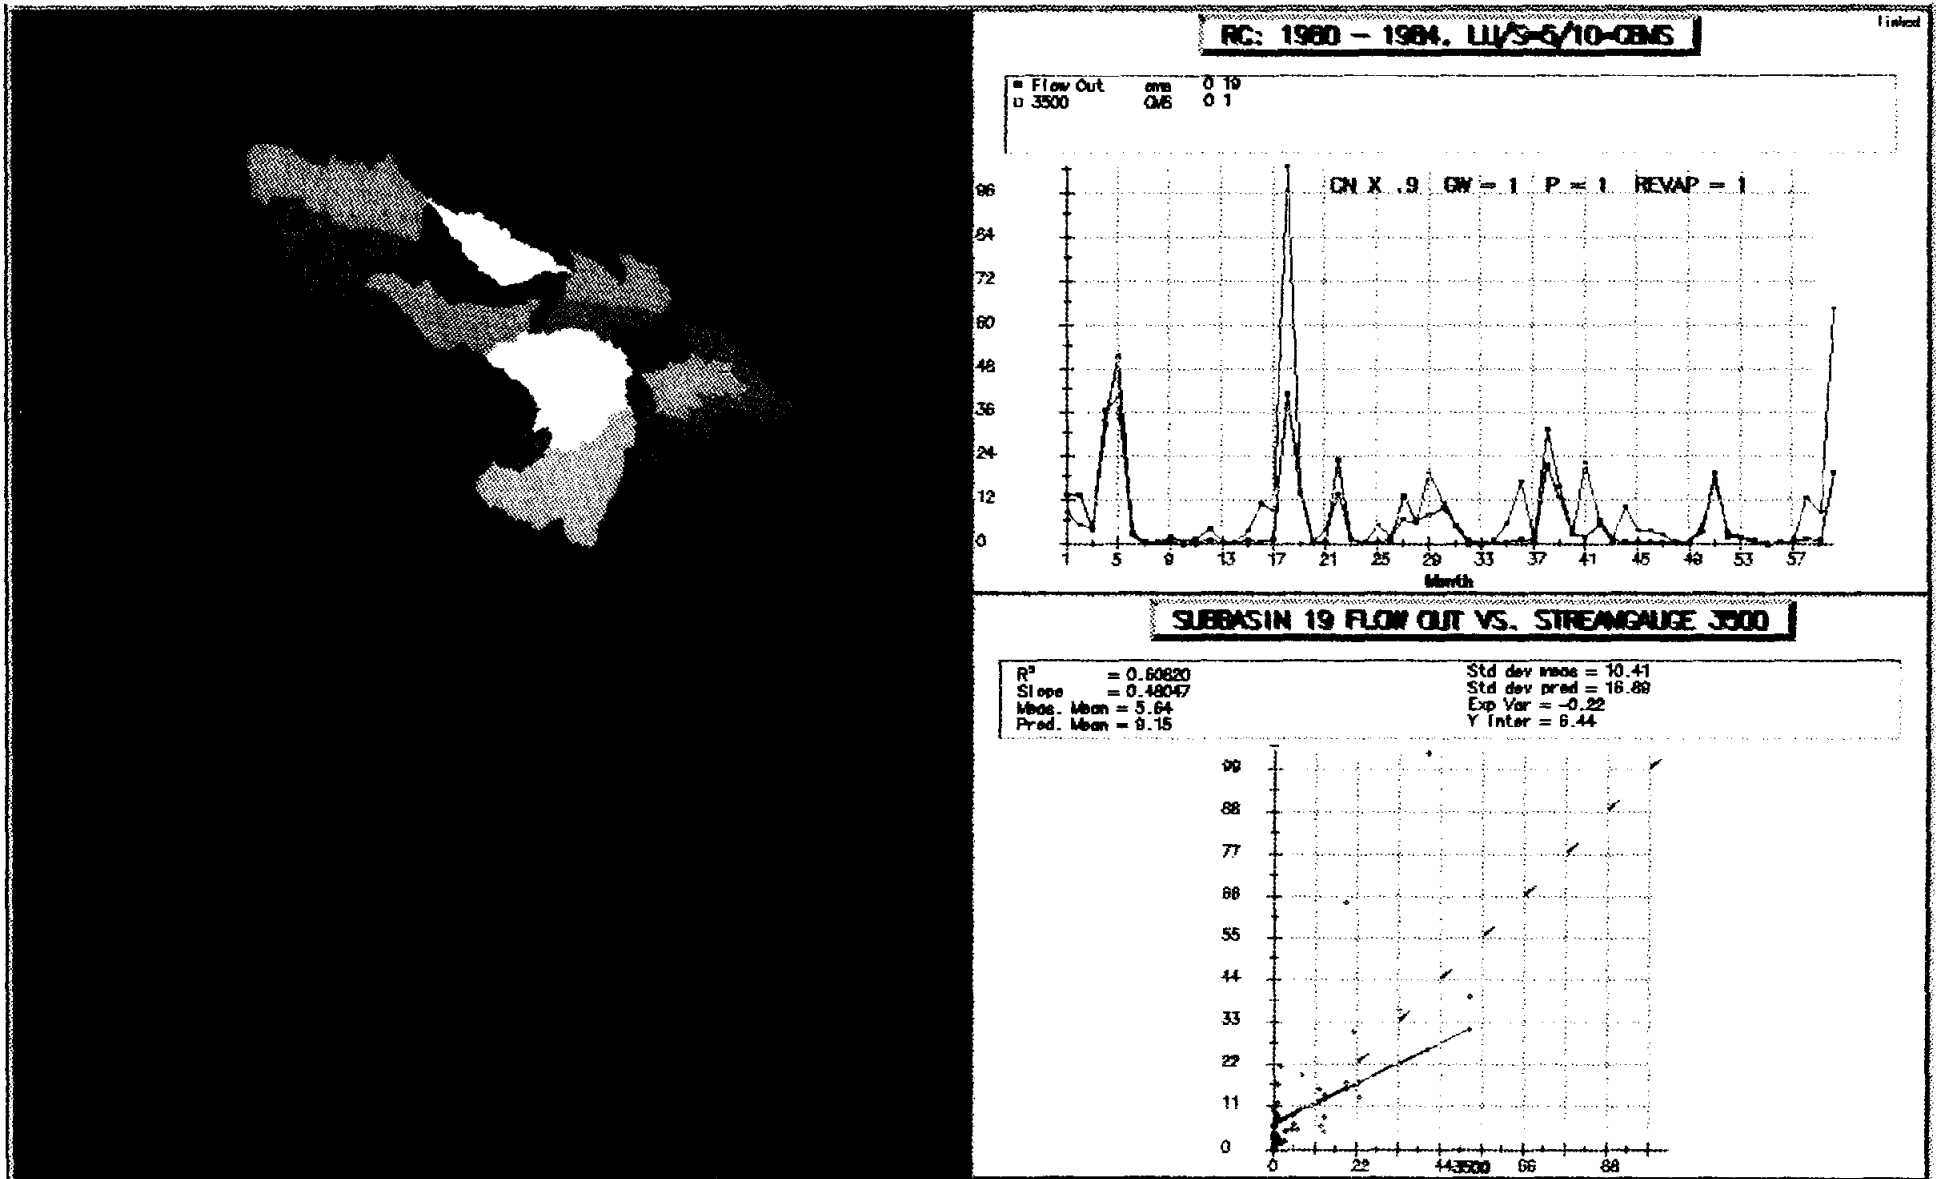 linked
RC: 1980 - 1984. LU/S=5/10-CBMS
Flow Out cms 0 19
3500 CMS 0 1
CN X .9 GW = 1 P = 1 REVAP = 1
96
84
72
60
48
36
24
12
0
1 5 9 13 17 21 25 29 33 37 41 45 49 53 57
Month
SUBBASIN 19 FLOW OUT VS. STREAMGAUGE 3500
R² = 0.60820
Slope = 0.48047
Meas. Mean = 5.64
Pred. Mean = 9.15
Std dev meas = 10.41
Std dev pred = 16.89
Exp Var = -0.22
Y Inter = 6.44
99
88
77
66
55
44
33
22
11
0
0 22 44 3500 66 88